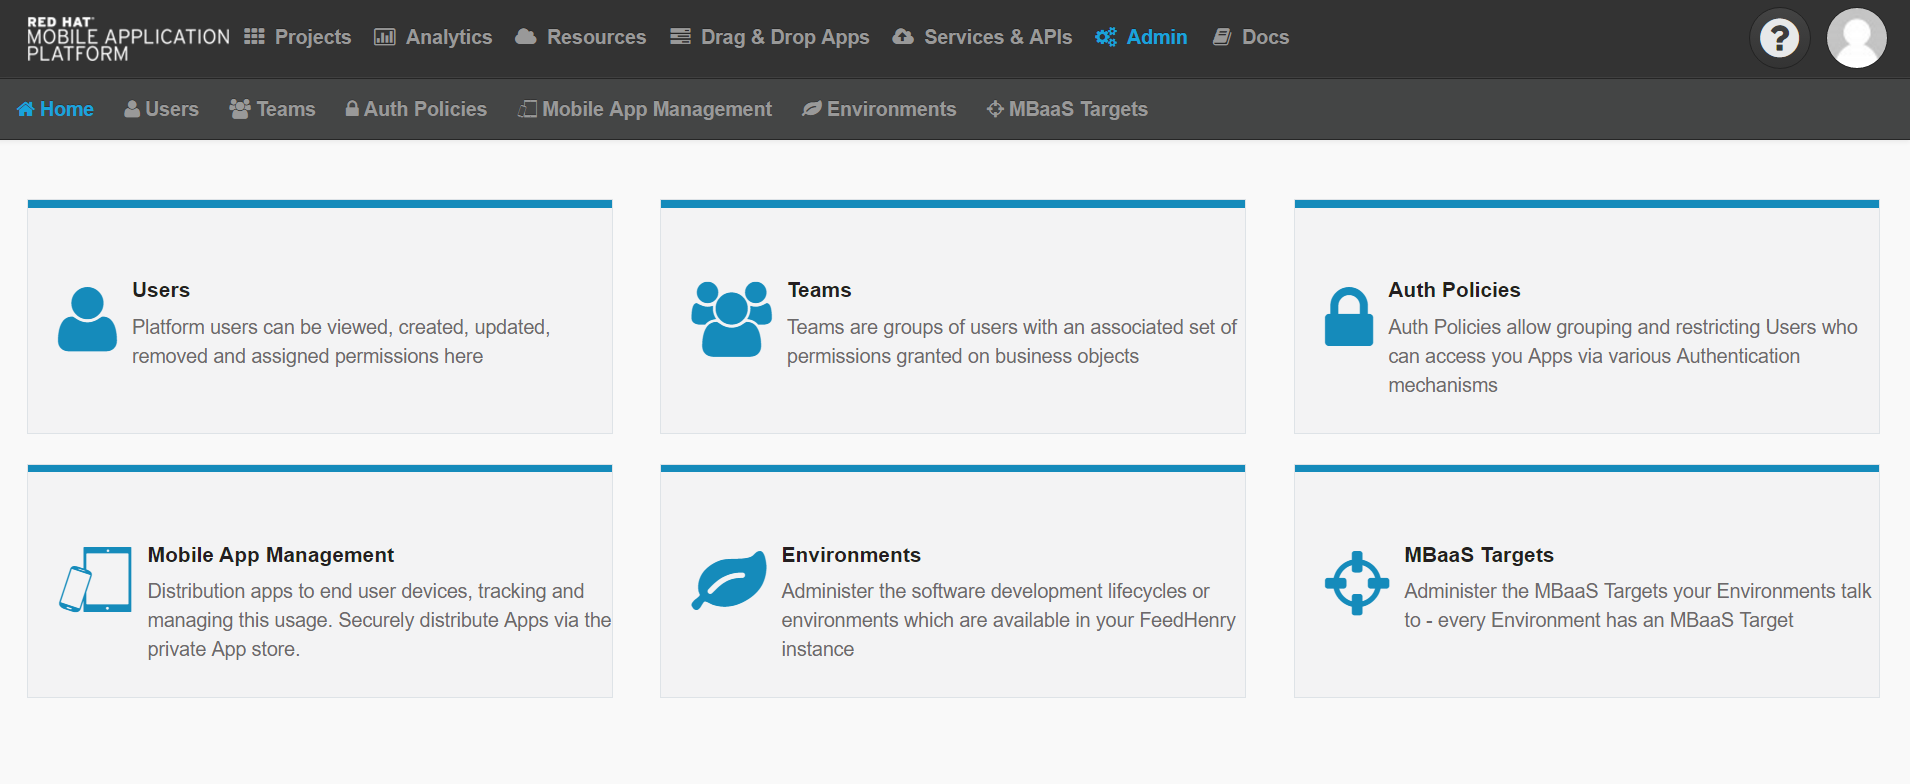 RED HAT
MOBILE APPLICATION
PLATFORM
Projects
Analytics
Resources
Drag & Drop Apps
Services & APIs
Admin
Docs
?
Home
Users
Teams
Auth Policies
Mobile App Management
Environments
MBaaS Targets
Users
Platform users can be viewed, created, updated,
removed and assigned permissions here
Teams
Teams are groups of users with an associated set of
permissions granted on business objects
Auth Policies
Auth Policies allow grouping and restricting Users who
can access you Apps via various Authentication
mechanisms
Mobile App Management
Distribution apps to end user devices, tracking and
managing this usage. Securely distribute Apps via the
private App store.
Environments
Administer the software development lifecycles or
environments which are available in your FeedHenry
instance
MBaaS Targets
Administer the MBaaS Targets your Environments talk
to - every Environment has an MBaaS Target